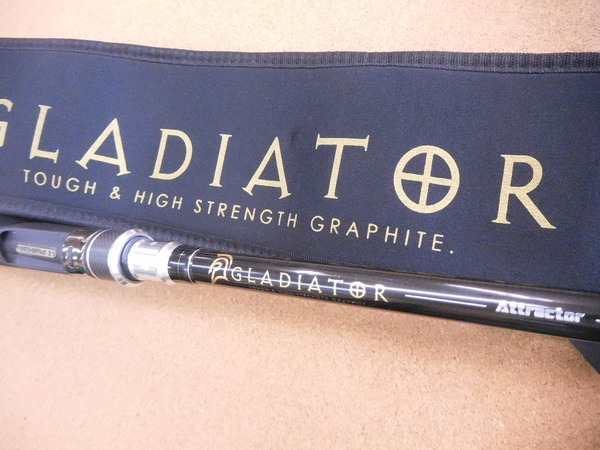 GLADIATOR
TOUGH & HIGH STRENGTH GRAPHITE.
GLADIATOR
Attractor